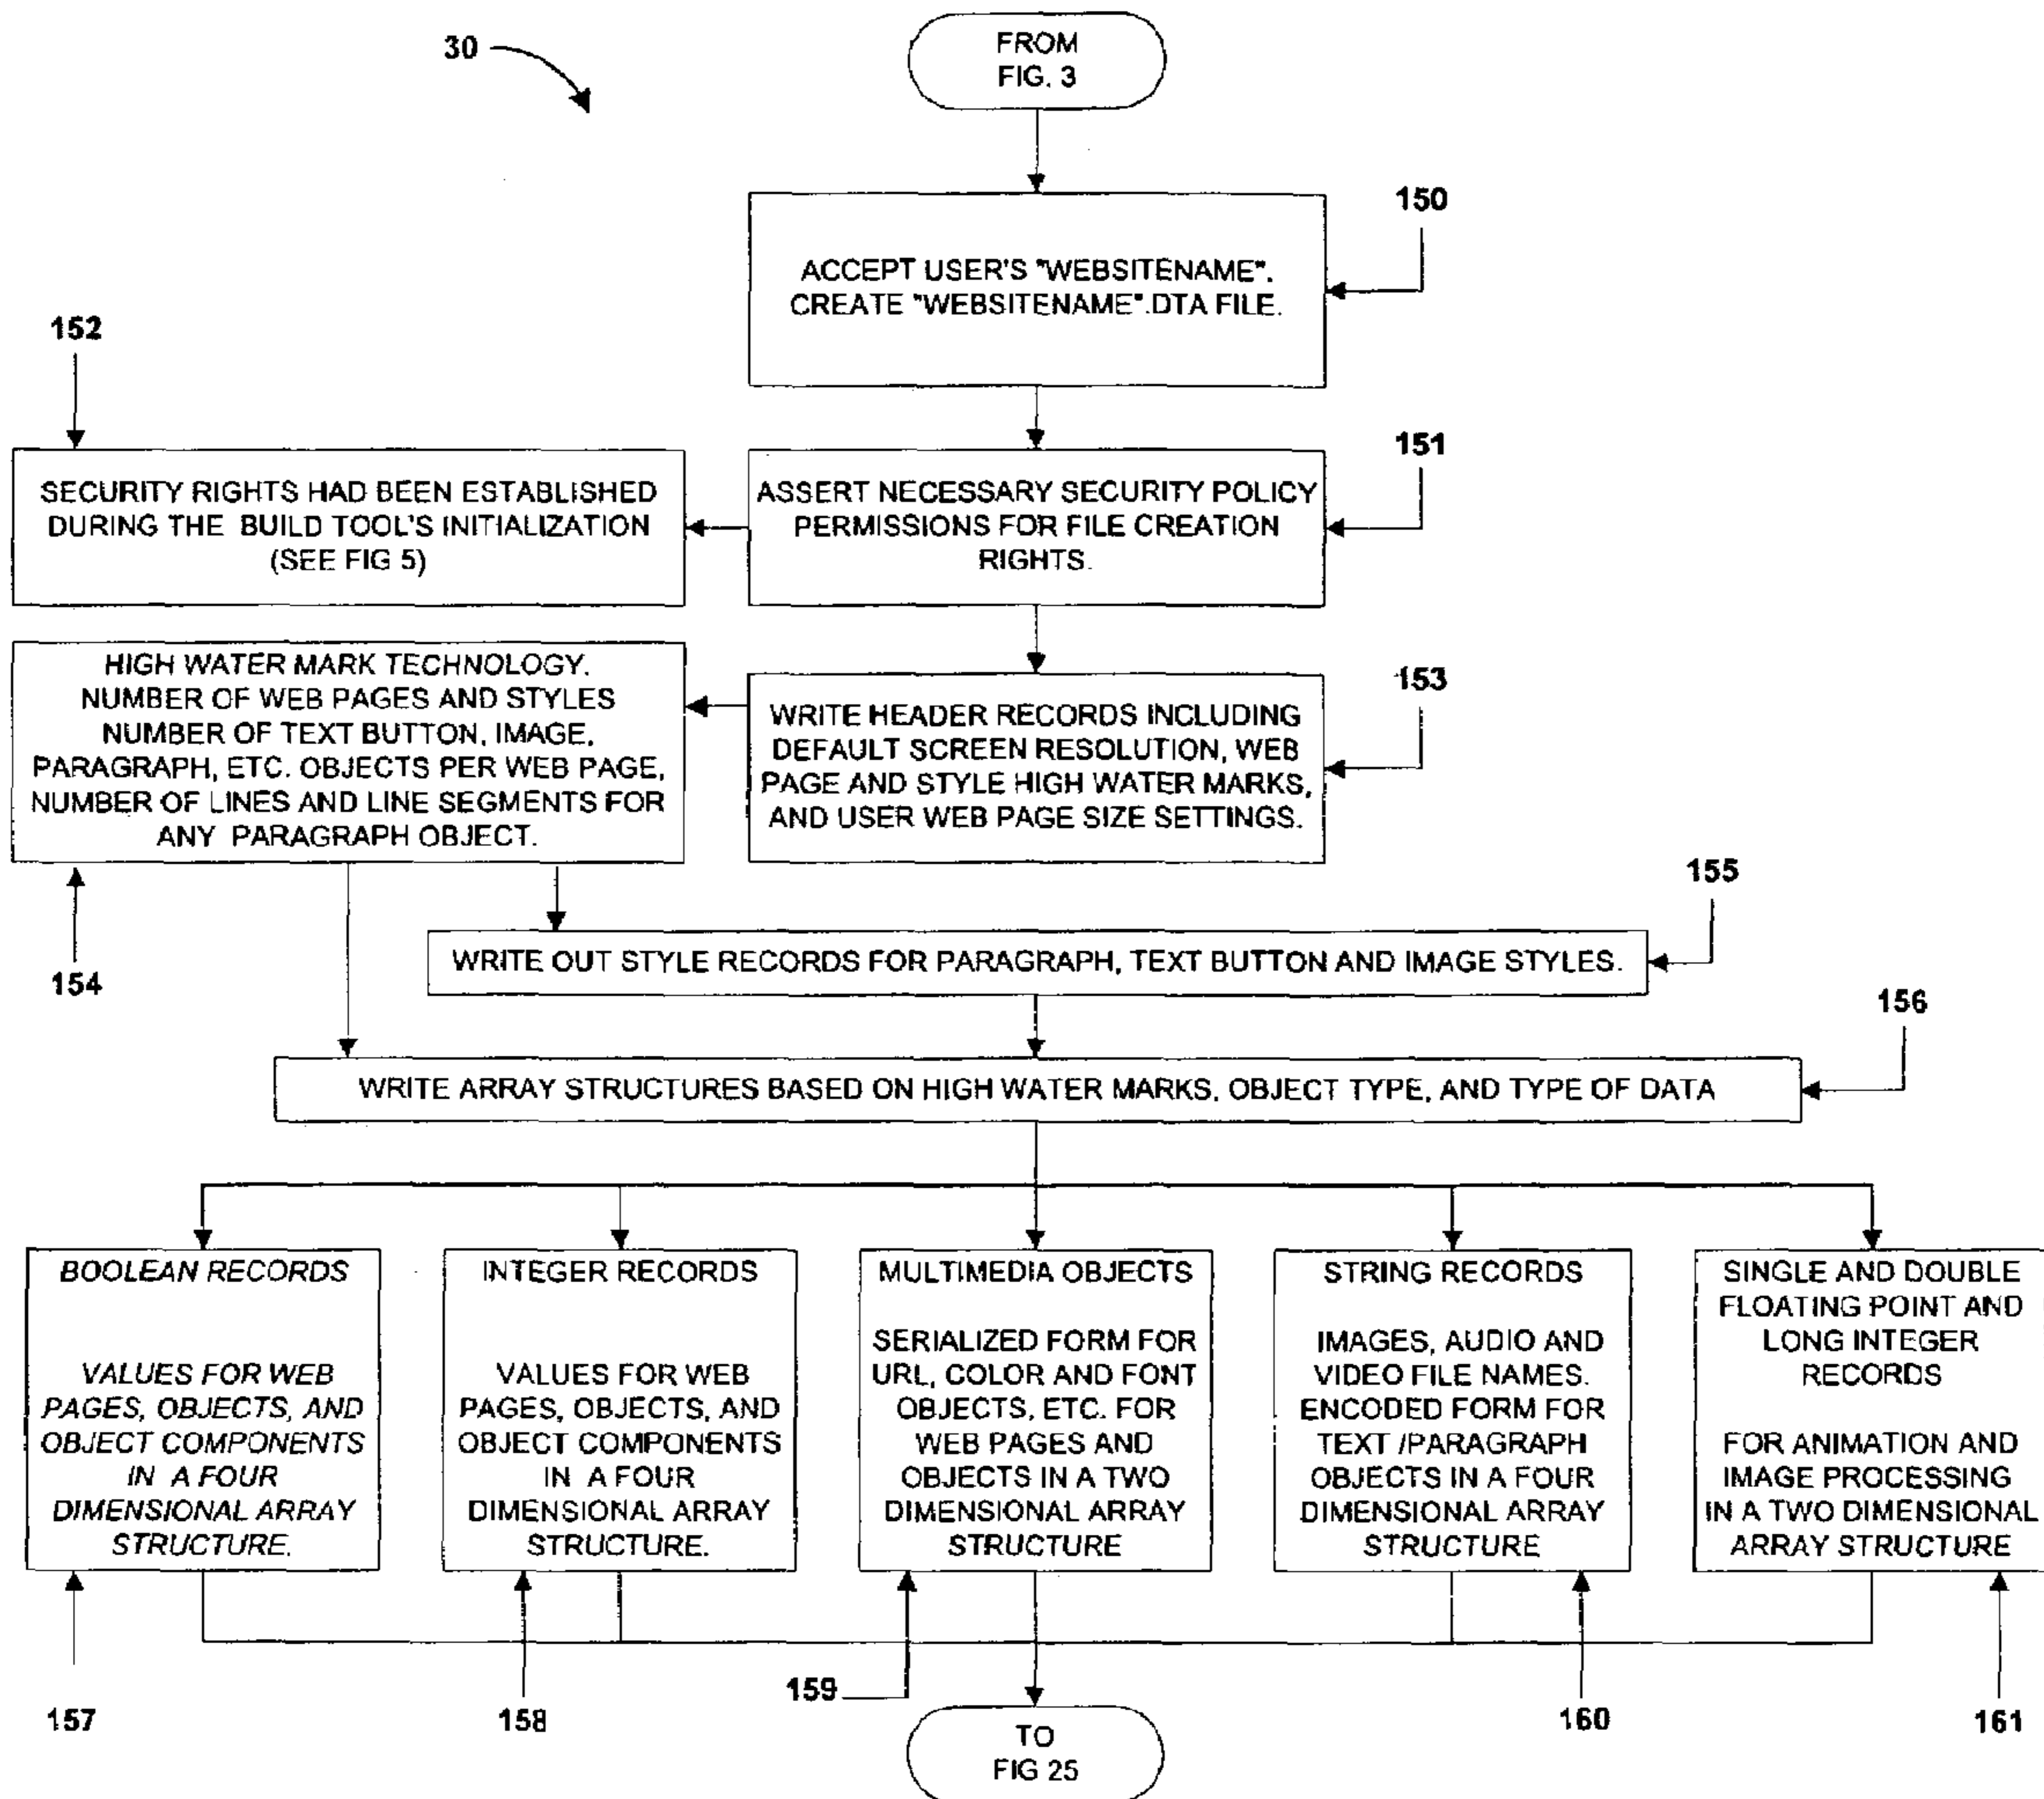 30
FROM
FIG. 3
150
ACCEPT USER'S "WEBSITENAME".
CREATE "WEBSITENAME".DTA FILE.
152
151
SECURITY RIGHTS HAD BEEN ESTABLISHED
DURING THE BUILD TOOL'S INITIALIZATION
(SEE FIG 5)
ASSERT NECESSARY SECURITY POLICY
PERMISSIONS FOR FILE CREATION
RIGHTS.
HIGH WATER MARK TECHNOLOGY.
NUMBER OF WEB PAGES AND STYLES
NUMBER OF TEXT BUTTON, IMAGE,
PARAGRAPH, ETC. OBJECTS PER WEB PAGE,
NUMBER OF LINES AND LINE SEGMENTS FOR
ANY PARAGRAPH OBJECT.
153
WRITE HEADER RECORDS INCLUDING
DEFAULT SCREEN RESOLUTION, WEB
PAGE AND STYLE HIGH WATER MARKS,
AND USER WEB PAGE SIZE SETTINGS.
154
155
WRITE OUT STYLE RECORDS FOR PARAGRAPH, TEXT BUTTON AND IMAGE STYLES.
156
WRITE ARRAY STRUCTURES BASED ON HIGH WATER MARKS, OBJECT TYPE, AND TYPE OF DATA
BOOLEAN RECORDS
VALUES FOR WEB
PAGES, OBJECTS, AND
OBJECT COMPONENTS
IN A FOUR
DIMENSIONAL ARRAY
STRUCTURE.
INTEGER RECORDS
VALUES FOR WEB
PAGES, OBJECTS, AND
OBJECT COMPONENTS
IN A FOUR
DIMENSIONAL ARRAY
STRUCTURE.
MULTIMEDIA OBJECTS
SERIALIZED FORM FOR
URL, COLOR AND FONT
OBJECTS, ETC. FOR
WEB PAGES AND
OBJECTS IN A TWO
DIMENSIONAL ARRAY
STRUCTURE
STRING RECORDS
IMAGES, AUDIO AND
VIDEO FILE NAMES.
ENCODED FORM FOR
TEXT /PARAGRAPH
OBJECTS IN A FOUR
DIMENSIONAL ARRAY
STRUCTURE
SINGLE AND DOUBLE
FLOATING POINT AND
LONG INTEGER
RECORDS
FOR ANIMATION AND
IMAGE PROCESSING
IN A TWO DIMENSIONAL
ARRAY STRUCTURE
157
158
159
160
161
TO
FIG 25